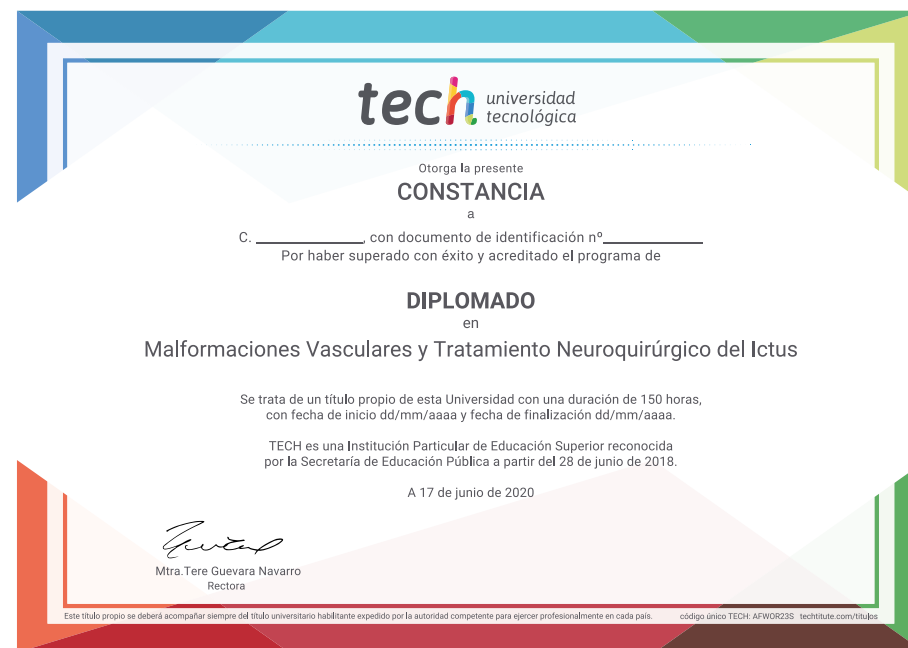 tech universidad
tecnológica
Otorga la presente
CONSTANCIA
a
C. ____________, con documento de identificación nº____________
Por haber superado con éxito y acreditado el programa de
DIPLOMADO
en
Malformaciones Vasculares y Tratamiento Neuroquirúrgico del Ictus
Se trata de un título propio de esta Universidad con una duración de 150 horas,
con fecha de inicio dd/mm/aaaa y fecha de finalización dd/mm/aaaa.
TECH es una Institución Particular de Educación Superior reconocida
por la Secretaría de Educación Pública a partir del 28 de junio de 2018.
A 17 de junio de 2020
Mtra.Tere Guevara Navarro
Rectora
Este título propio se deberá acompañar siempre del título universitario habilitante expedido por la autoridad competente para ejercer profesionalmente en cada país. código único TECH: AFWOR23S techtitute.com/titulos